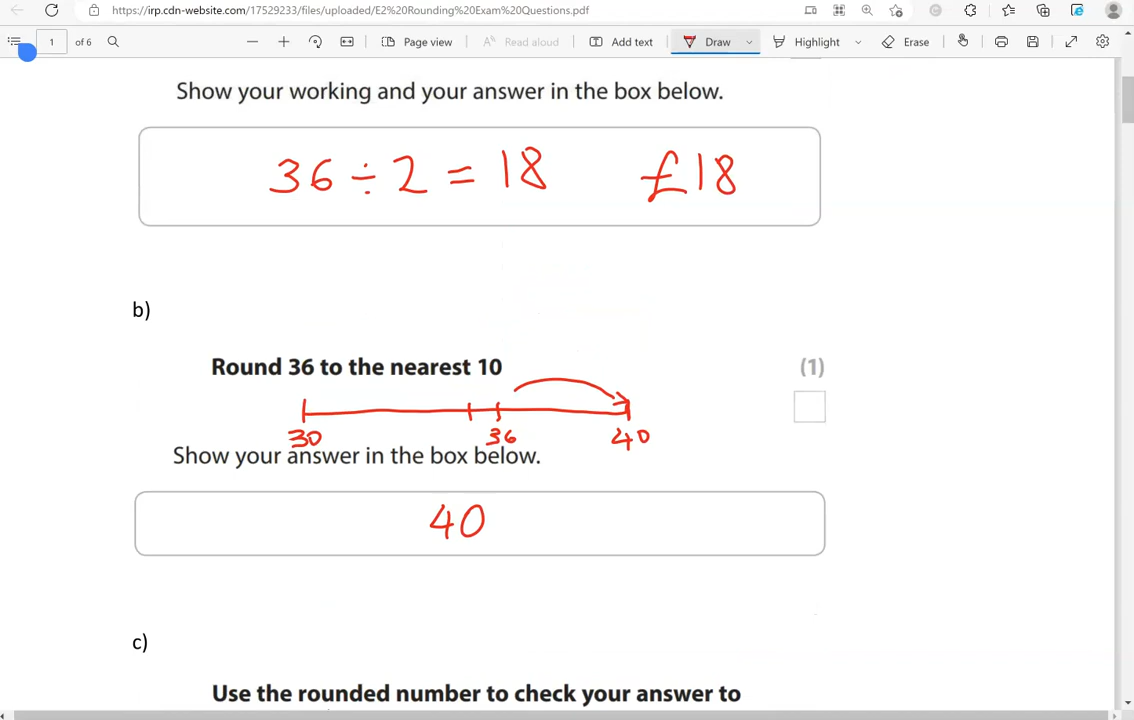 https://irp.cdn-website.com/17529233/files/uploaded/E2%20Rounding%20Exam%20Questions.pdf
1 of 6 Page view Read aloud Add text Draw Highlight Erase
Show your working and your answer in the box below.
36 ÷ 2 = 18 £18
b)
Round 36 to the nearest 10 (1)
30 36 40
Show your answer in the box below.
40
c)
Use the rounded number to check your answer to